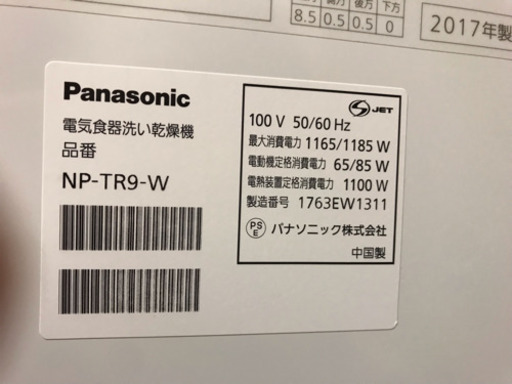 8.5 0.5 0.5 0
2017年製
Panasonic
電気食器洗い乾燥機
品番
NP-TR9-W
S JET
100 V 50/60 Hz
最大消費電力 1165/1185 W
電動機定格消費電力 65/85 W
電熱装置定格消費電力 1100 W
製造番号 1763EW1311
PSE パナソニック株式会社
中国製